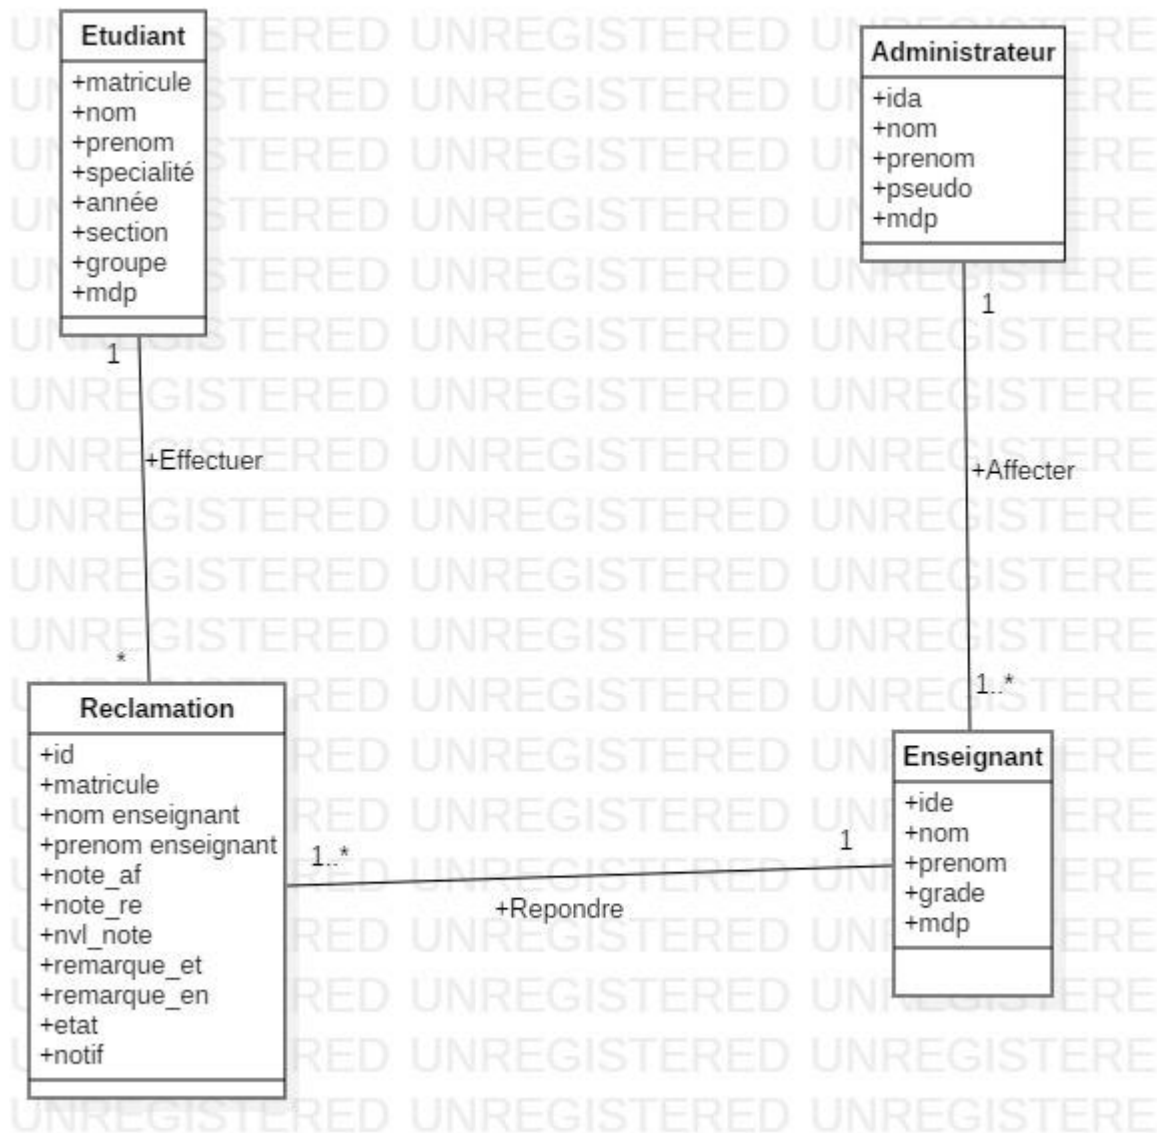 Etudiant
+matricule
+nom
+prenom
+specialité
+année
+section
+groupe
+mdp
1
+Effectuer
*
Administrateur
+ida
+nom
+prenom
+pseudo
+mdp
1
+Affecter
1..*
Reclamation
+id
+matricule
+nom enseignant
+prenom enseignant
+note_af
+note_re
+nvl_note
+remarque_et
+remarque_en
+etat
+notif
1..*
+Repondre
1
Enseignant
+ide
+nom
+prenom
+grade
+mdp
UNREGISTERED UNREGISTERED UNREGISTERE